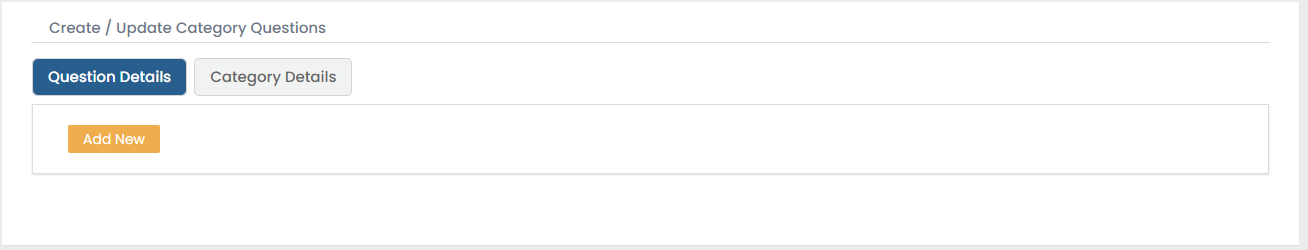 Create / Update Category Questions
Question Details
Category Details
Add New